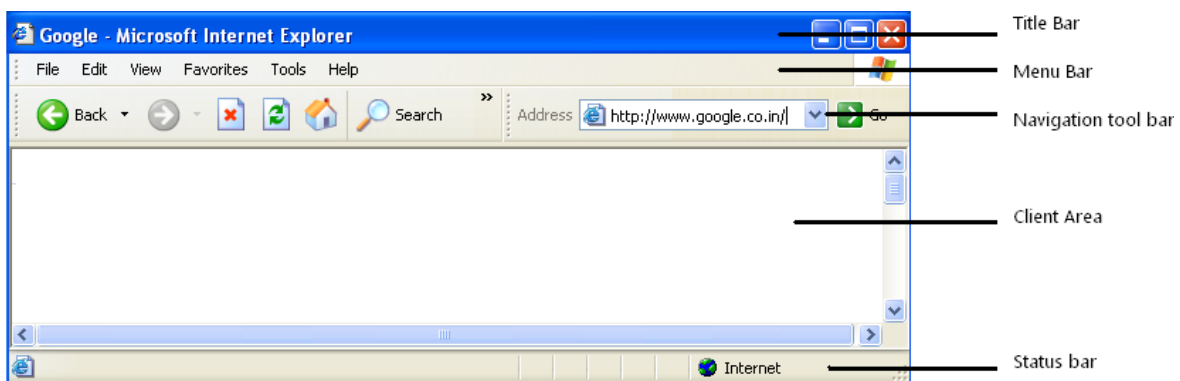 Google - Microsoft Internet Explorer
Title Bar
File Edit View Favorites Tools Help
Menu Bar
Back Search » Address http://www.google.co.in/ Go
Navigation tool bar
Client Area
Internet
Status bar